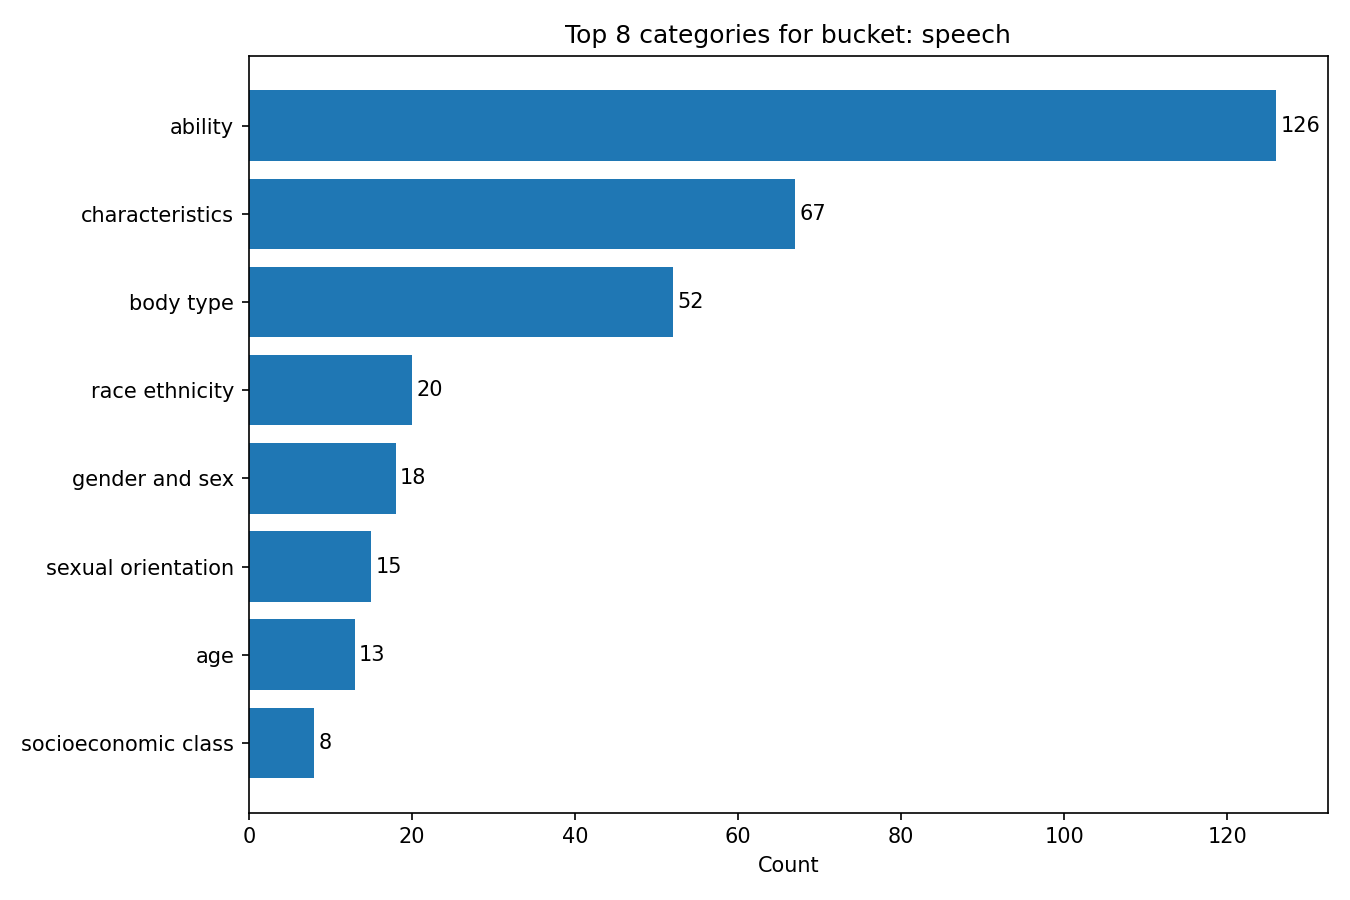 Top 8 categories for bucket: speech
ability 126
characteristics 67
body type 52
race ethnicity 20
gender and sex 18
sexual orientation 15
age 13
socioeconomic class 8
0 20 40 60 80 100 120
Count